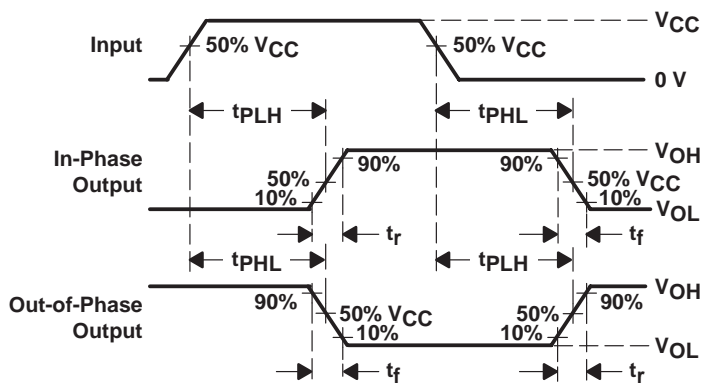 VCC
Input
50% VCC
50% VCC
0 V
tPLH
tPHL
In-Phase
Output
VOH
90%
90%
50%
50% VCC
10%
10%
VOL
tr
tf
tPHL
tPLH
Out-of-Phase
Output
VOH
90%
90%
50% VCC
50%
10%
10%
VOL
tf
tr